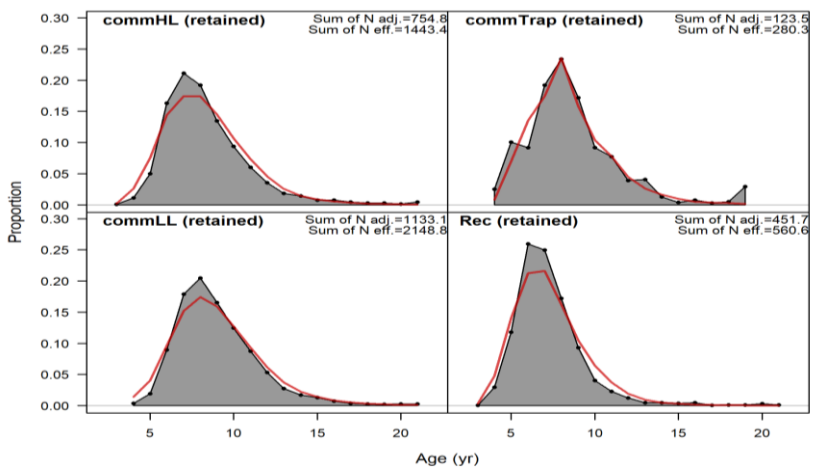 commHL (retained)
Sum of N adj.=754.8
Sum of N eff.=1443.4
commTrap (retained)
Sum of N adj.=123.5
Sum of N eff.=280.3
0.30
0.25
0.20
0.15
0.10
0.05
0.00
commLL (retained)
Sum of N adj.=1133.1
Sum of N eff.=2148.8
Rec (retained)
Sum of N adj.=451.7
Sum of N eff.=560.6
0.30
0.25
0.20
0.15
0.10
0.05
0.00
Proportion
5 10 15 20
5 10 15 20
Age (yr)